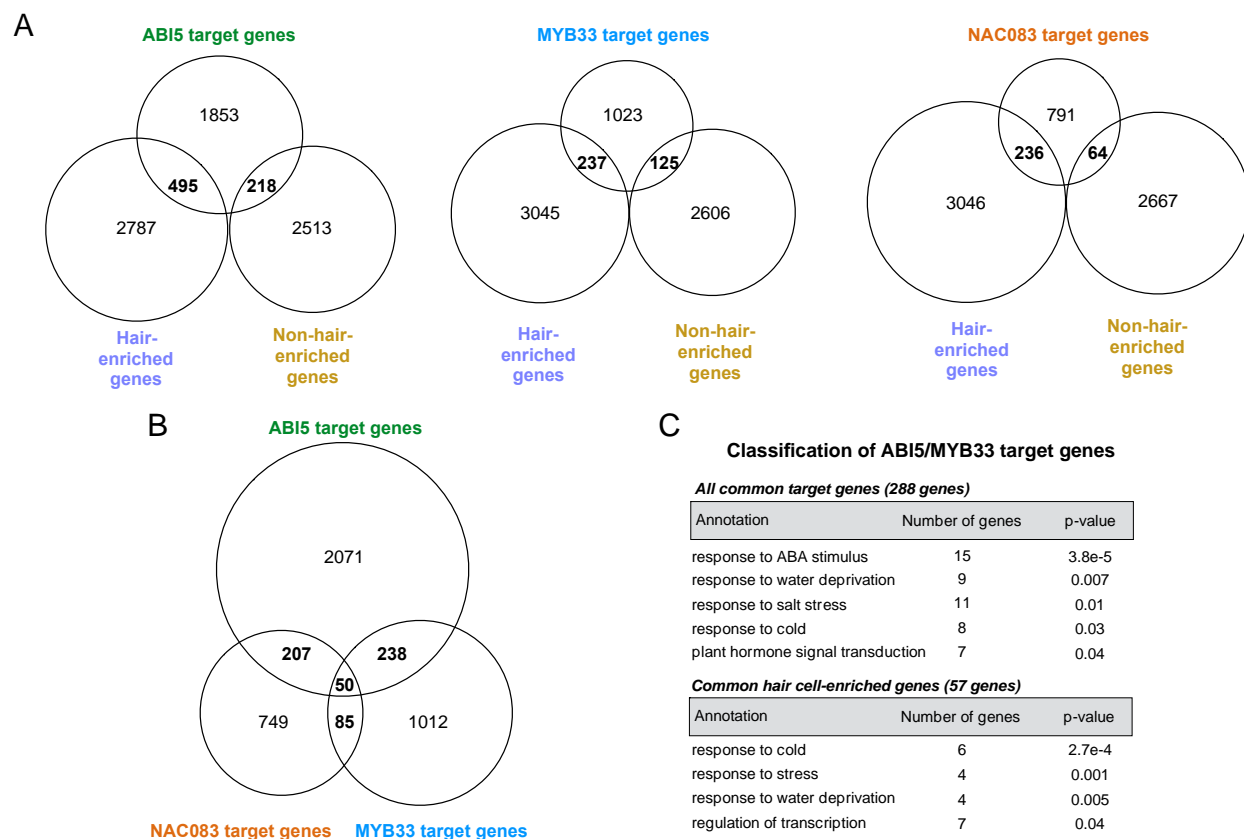 A
ABI5 target genes
MYB33 target genes
NAC083 target genes
1853
495
218
2787
2513
Hair-
enriched
genes
Non-hair-
enriched
genes
1023
237
125
3045
2606
Hair-
enriched
genes
Non-hair-
enriched
genes
791
236
64
3046
2667
Hair-
enriched
genes
Non-hair-
enriched
genes
B
ABI5 target genes
2071
207
238
50
749
85
1012
NAC083 target genes
MYB33 target genes
C
Classification of ABI5/MYB33 target genes
All common target genes (288 genes)
Annotation Number of genes p-value
response to ABA stimulus 15 3.8e-5
response to water deprivation 9 0.007
response to salt stress 11 0.01
response to cold 8 0.03
plant hormone signal transduction 7 0.04
Common hair cell-enriched genes (57 genes)
Annotation Number of genes p-value
response to cold 6 2.7e-4
response to stress 4 0.001
response to water deprivation 4 0.005
regulation of transcription 7 0.04